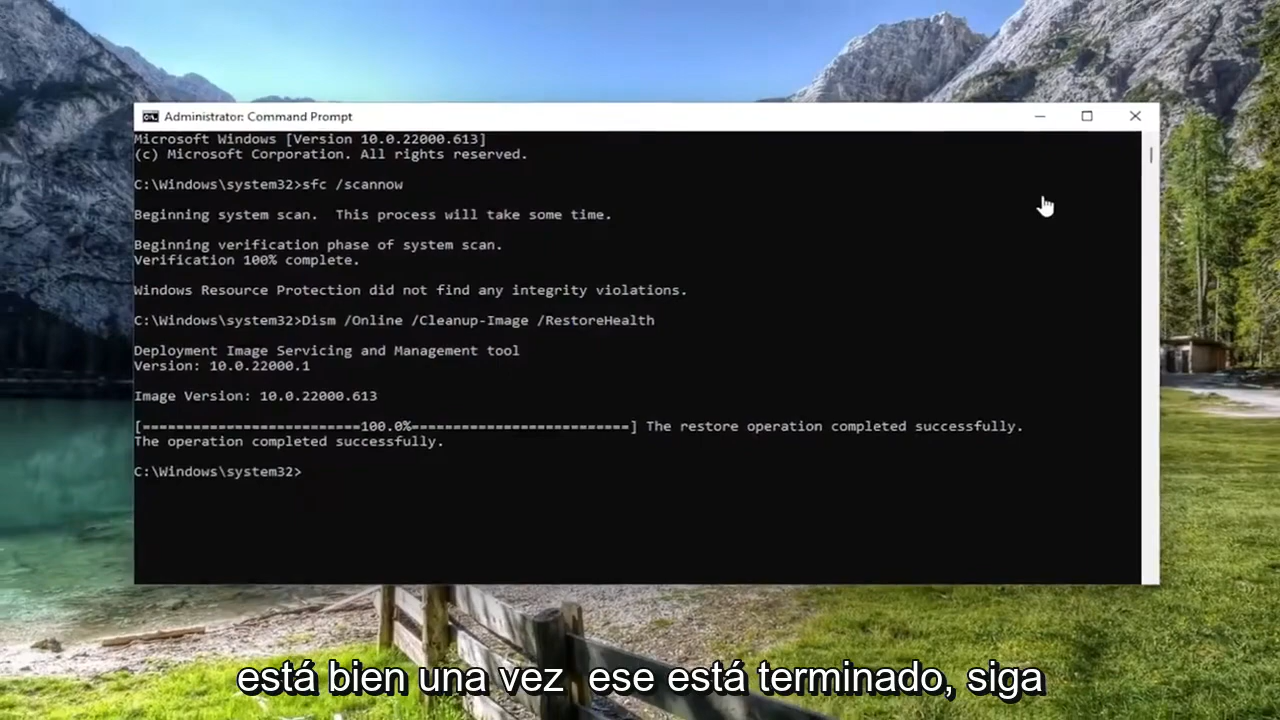 Administrator: Command Prompt
Microsoft Windows [Version 10.0.22000.613]
(c) Microsoft Corporation. All rights reserved.
C:\Windows\system32>sfc /scannow
Beginning system scan.  This process will take some time.
Beginning verification phase of system scan.
Verification 100% complete.
Windows Resource Protection did not find any integrity violations.
C:\Windows\system32>Dism /Online /Cleanup-Image /RestoreHealth
Deployment Image Servicing and Management tool
Version: 10.0.22000.1
Image Version: 10.0.22000.613
[==========================100.0%==========================] The restore operation completed successfully.
The operation completed successfully.
C:\Windows\system32>
está bien una vez  ese está terminado, siga